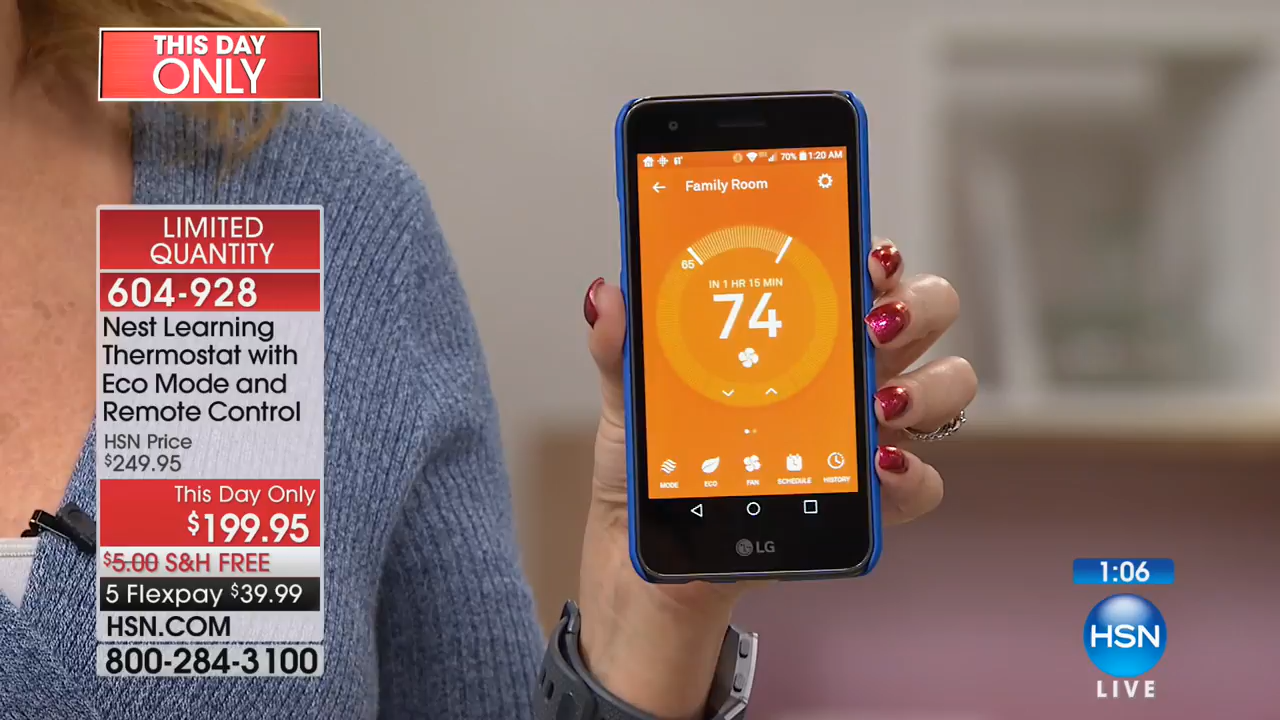 THIS DAY
ONLY
LIMITED
QUANTITY
604-928
Nest Learning
Thermostat with
Eco Mode and
Remote Control
HSN Price
$249.95
This Day Only
$199.95
$5.00 S&H FREE
5 Flexpay $39.99
HSN.COM
800-284-3100
70% 1:20 AM
Family Room
65
IN 1 HR 15 MIN
74
MODE
ECO
FAN
SCHEDULE
HISTORY
LG
1:06
HSN
LIVE